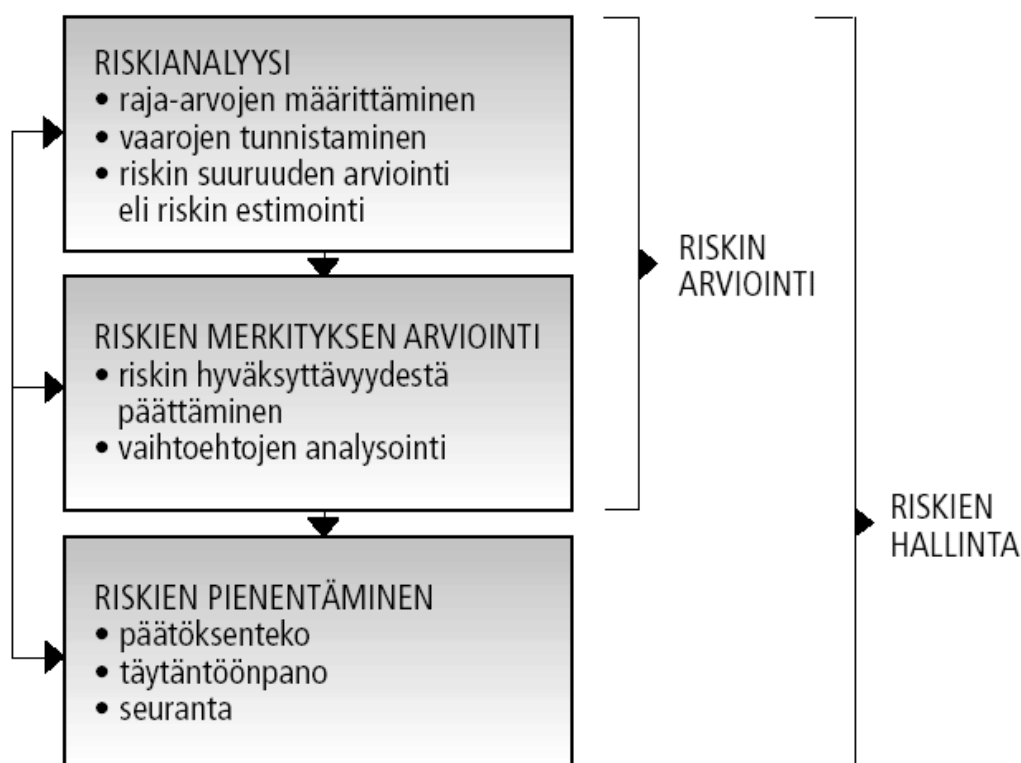 RISKIANALYYSI
• raja-arvojen määrittäminen
• vaarojen tunnistaminen
• riskin suuruuden arviointi
eli riskin estimointi
RISKIEN MERKITYKSEN ARVIOINTI
• riskin hyväksyttävyydestä
päättäminen
• vaihtoehtojen analysointi
RISKIEN PIENENTÄMINEN
• päätöksenteko
• täytäntöönpano
• seuranta
RISKIN
ARVIOINTI
RISKIEN
HALLINTA